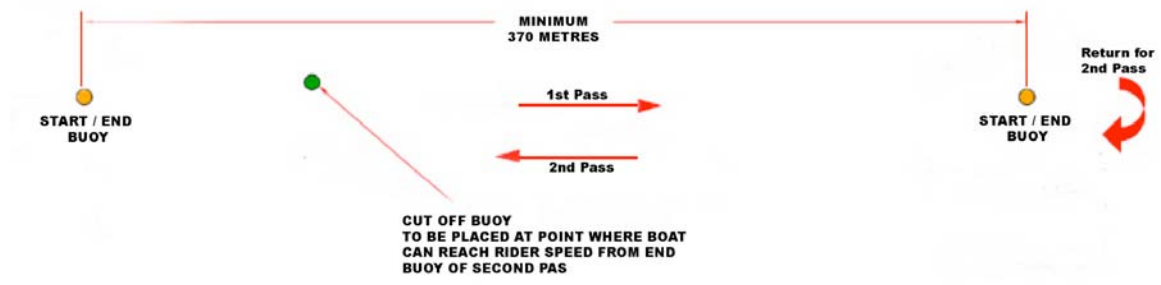 MINIMUM
370 METRES
Return for
2nd Pass
1st Pass
START / END
BUOY
START / END
BUOY
2nd Pass
CUT OFF BUOY
TO BE PLACED AT POINT WHERE BOAT
CAN REACH RIDER SPEED FROM END
BUOY OF SECOND PAS